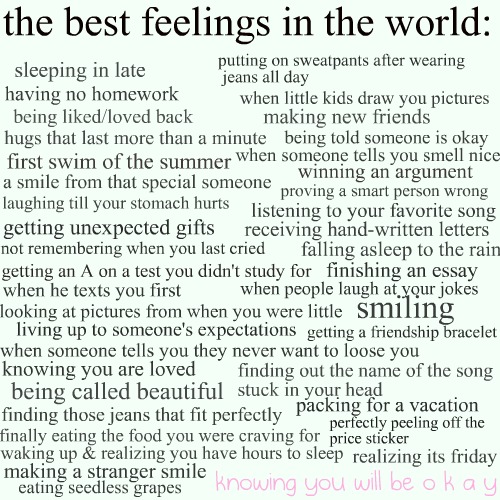 the best feelings in the world:
sleeping in late
putting on sweatpants after wearing
jeans all day
having no homework
when little kids draw you pictures
being liked/loved back
making new friends
hugs that last more than a minute
being told someone is okay
first swim of the summer
when someone tells you smell nice
winning an argument
a smile from that special someone
proving a smart person wrong
laughing till your stomach hurts
listening to your favorite song
getting unexpected gifts
receiving hand-written letters
not remembering when you last cried
falling asleep to the rain
getting an A on a test you didn't study for
finishing an essay
when he texts you first
when people laugh at your jokes
looking at pictures from when you were little
smiling
living up to someone's expectations
getting a friendship bracelet
when someone tells you they never want to loose you
knowing you are loved
finding out the name of the song
stuck in your head
being called beautiful
packing for a vacation
finding those jeans that fit perfectly
perfectly peeling off the
price sticker
finally eating the food you were craving for
waking up & realizing you have hours to sleep
realizing its friday
making a stranger smile
eating seedless grapes
knowing you will be o k a y